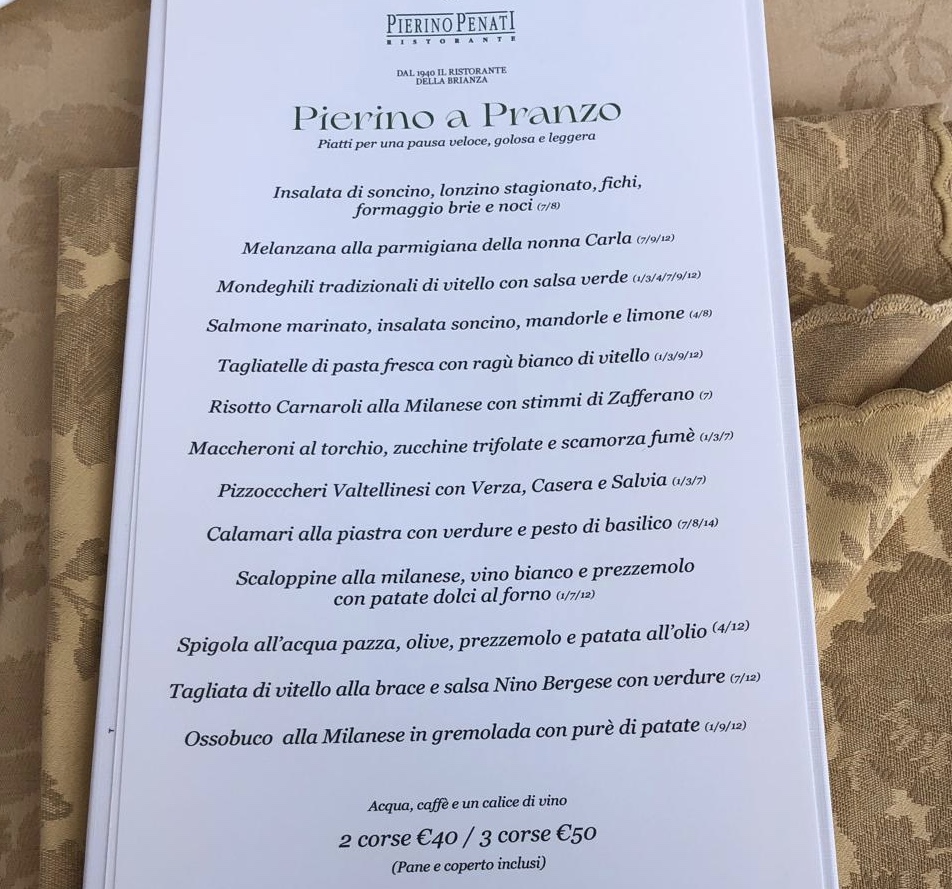 PIERINO PENATI
RISTORANTE
DAL 1940 IL RISTORANTE
DELLA BRIANZA
Pierino a Pranzo
Piatti per una pausa veloce, golosa e leggera
Insalata di soncino, lonzino stagionato, fichi,
formaggio brie e noci (7/8)
Melanzana alla parmigiana della nonna Carla (7/9/12)
Mondeghili tradizionali di vitello con salsa verde (1/3/4/7/9/12)
Salmone marinato, insalata soncino, mandorle e limone (4/8)
Tagliatelle di pasta fresca con ragù bianco di vitello (1/3/9/12)
Risotto Carnaroli alla Milanese con stimmi di Zafferano (7)
Maccheroni al torchio, zucchine trifolate e scamorza fumè (1/3/7)
Pizzocccheri Valtellinesi con Verza, Casera e Salvia (1/3/7)
Calamari alla piastra con verdure e pesto di basilico (7/8/14)
Scaloppine alla milanese, vino bianco e prezzemolo
con patate dolci al forno (1/7/12)
Spigola all'acqua pazza, olive, prezzemolo e patata all'olio (4/12)
Tagliata di vitello alla brace e salsa Nino Bergese con verdure (7/12)
Ossobuco alla Milanese in gremolada con purè di patate (1/9/12)
Acqua, caffè e un calice di vino
2 corse €40 / 3 corse €50
(Pane e coperto inclusi)